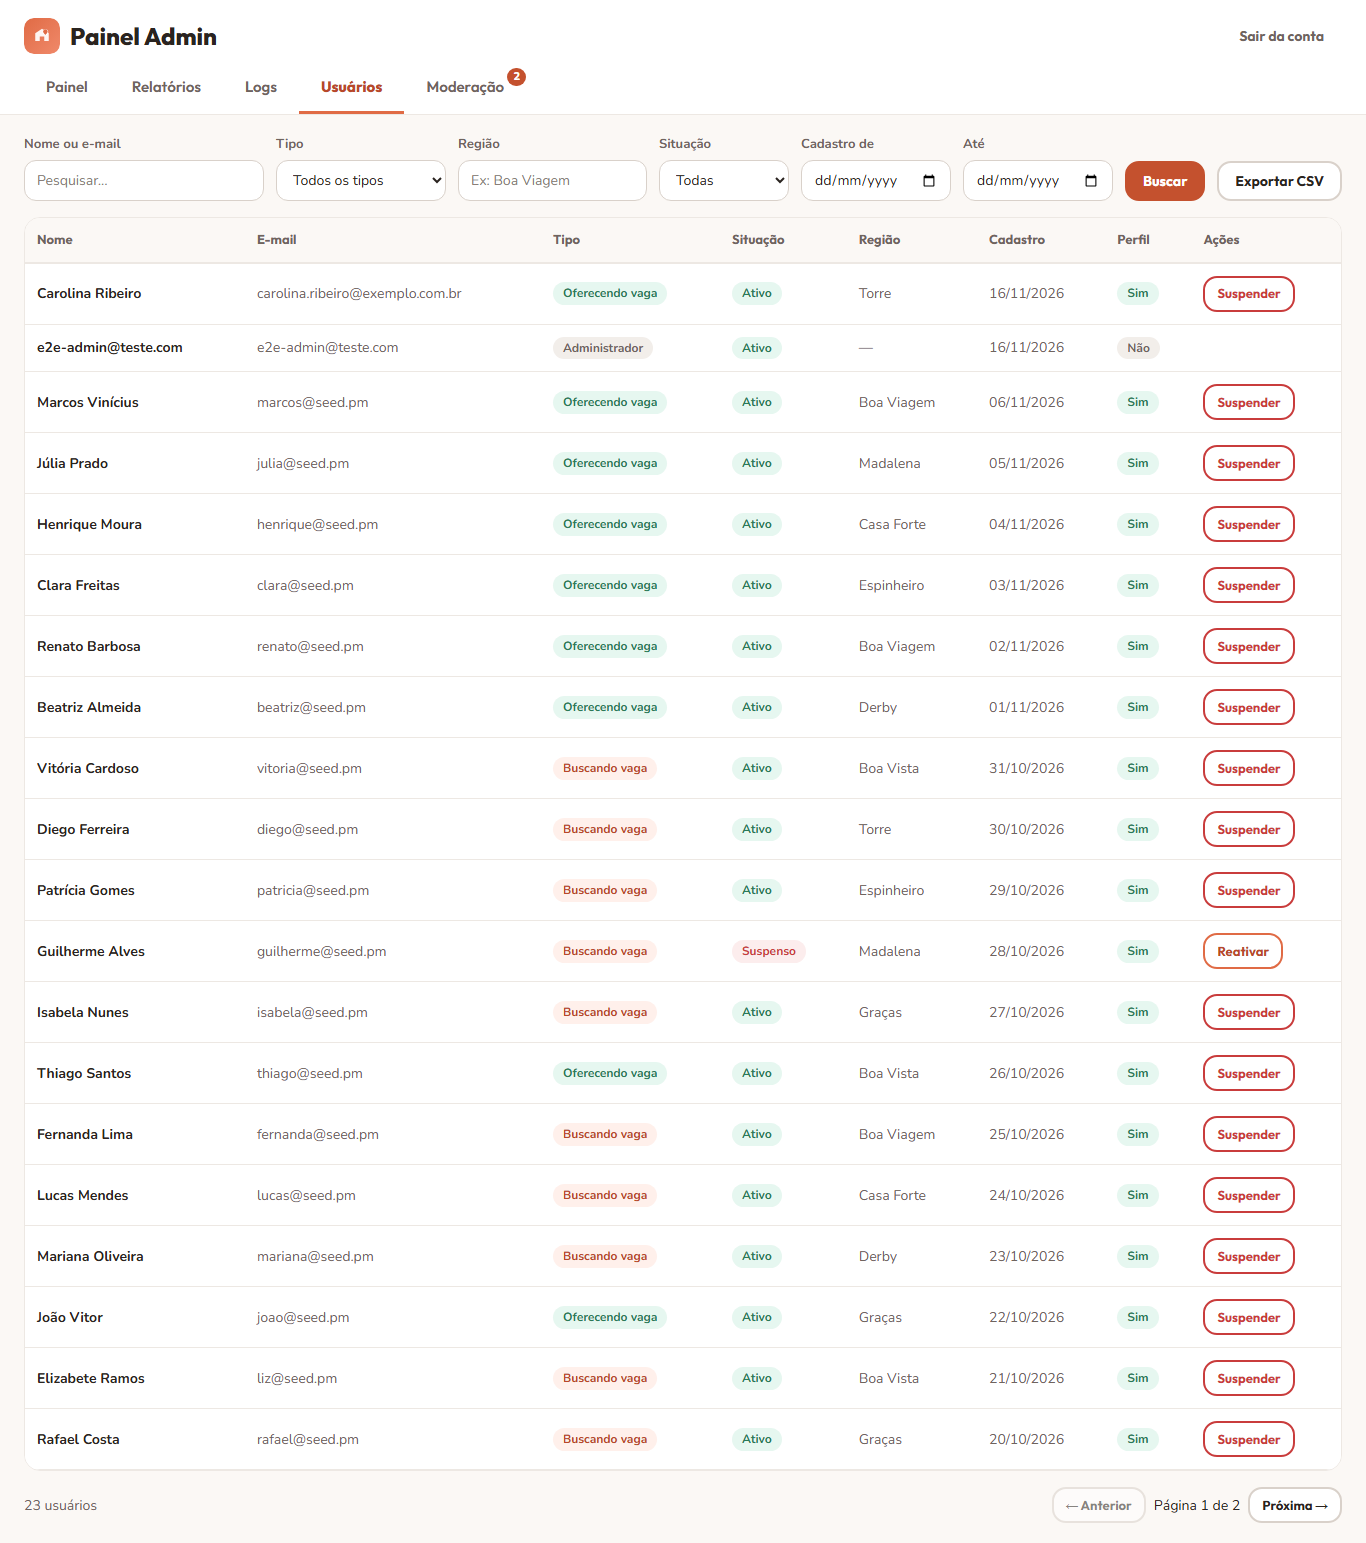 Painel Admin
Sair da conta
Painel Relatórios Logs Usuários Moderação 2
Nome ou e-mail Tipo Região Situação Cadastro de Até
Pesquisar... Todos os tipos Ex: Boa Viagem Todas dd/mm/yyyy dd/mm/yyyy Buscar Exportar CSV
Nome E-mail Tipo Situação Região Cadastro Perfil Ações
Carolina Ribeiro carolina.ribeiro@exemplo.com.br Oferecendo vaga Ativo Torre 16/11/2026 Sim Suspender
e2e-admin@teste.com e2e-admin@teste.com Administrador Ativo — 16/11/2026 Não
Marcos Vinícius marcos@seed.pm Oferecendo vaga Ativo Boa Viagem 06/11/2026 Sim Suspender
Júlia Prado julia@seed.pm Oferecendo vaga Ativo Madalena 05/11/2026 Sim Suspender
Henrique Moura henrique@seed.pm Oferecendo vaga Ativo Casa Forte 04/11/2026 Sim Suspender
Clara Freitas clara@seed.pm Oferecendo vaga Ativo Espinheiro 03/11/2026 Sim Suspender
Renato Barbosa renato@seed.pm Oferecendo vaga Ativo Boa Viagem 02/11/2026 Sim Suspender
Beatriz Almeida beatriz@seed.pm Oferecendo vaga Ativo Derby 01/11/2026 Sim Suspender
Vitória Cardoso vitoria@seed.pm Buscando vaga Ativo Boa Vista 31/10/2026 Sim Suspender
Diego Ferreira diego@seed.pm Buscando vaga Ativo Torre 30/10/2026 Sim Suspender
Patrícia Gomes patricia@seed.pm Buscando vaga Ativo Espinheiro 29/10/2026 Sim Suspender
Guilherme Alves guilherme@seed.pm Buscando vaga Suspenso Madalena 28/10/2026 Sim Reativar
Isabela Nunes isabela@seed.pm Buscando vaga Ativo Graças 27/10/2026 Sim Suspender
Thiago Santos thiago@seed.pm Oferecendo vaga Ativo Boa Vista 26/10/2026 Sim Suspender
Fernanda Lima fernanda@seed.pm Buscando vaga Ativo Boa Viagem 25/10/2026 Sim Suspender
Lucas Mendes lucas@seed.pm Buscando vaga Ativo Casa Forte 24/10/2026 Sim Suspender
Mariana Oliveira mariana@seed.pm Buscando vaga Ativo Derby 23/10/2026 Sim Suspender
João Vitor joao@seed.pm Oferecendo vaga Ativo Graças 22/10/2026 Sim Suspender
Elizabete Ramos liz@seed.pm Buscando vaga Ativo Boa Vista 21/10/2026 Sim Suspender
Rafael Costa rafael@seed.pm Buscando vaga Ativo Graças 20/10/2026 Sim Suspender
23 usuários ← Anterior Página 1 de 2 Próxima →